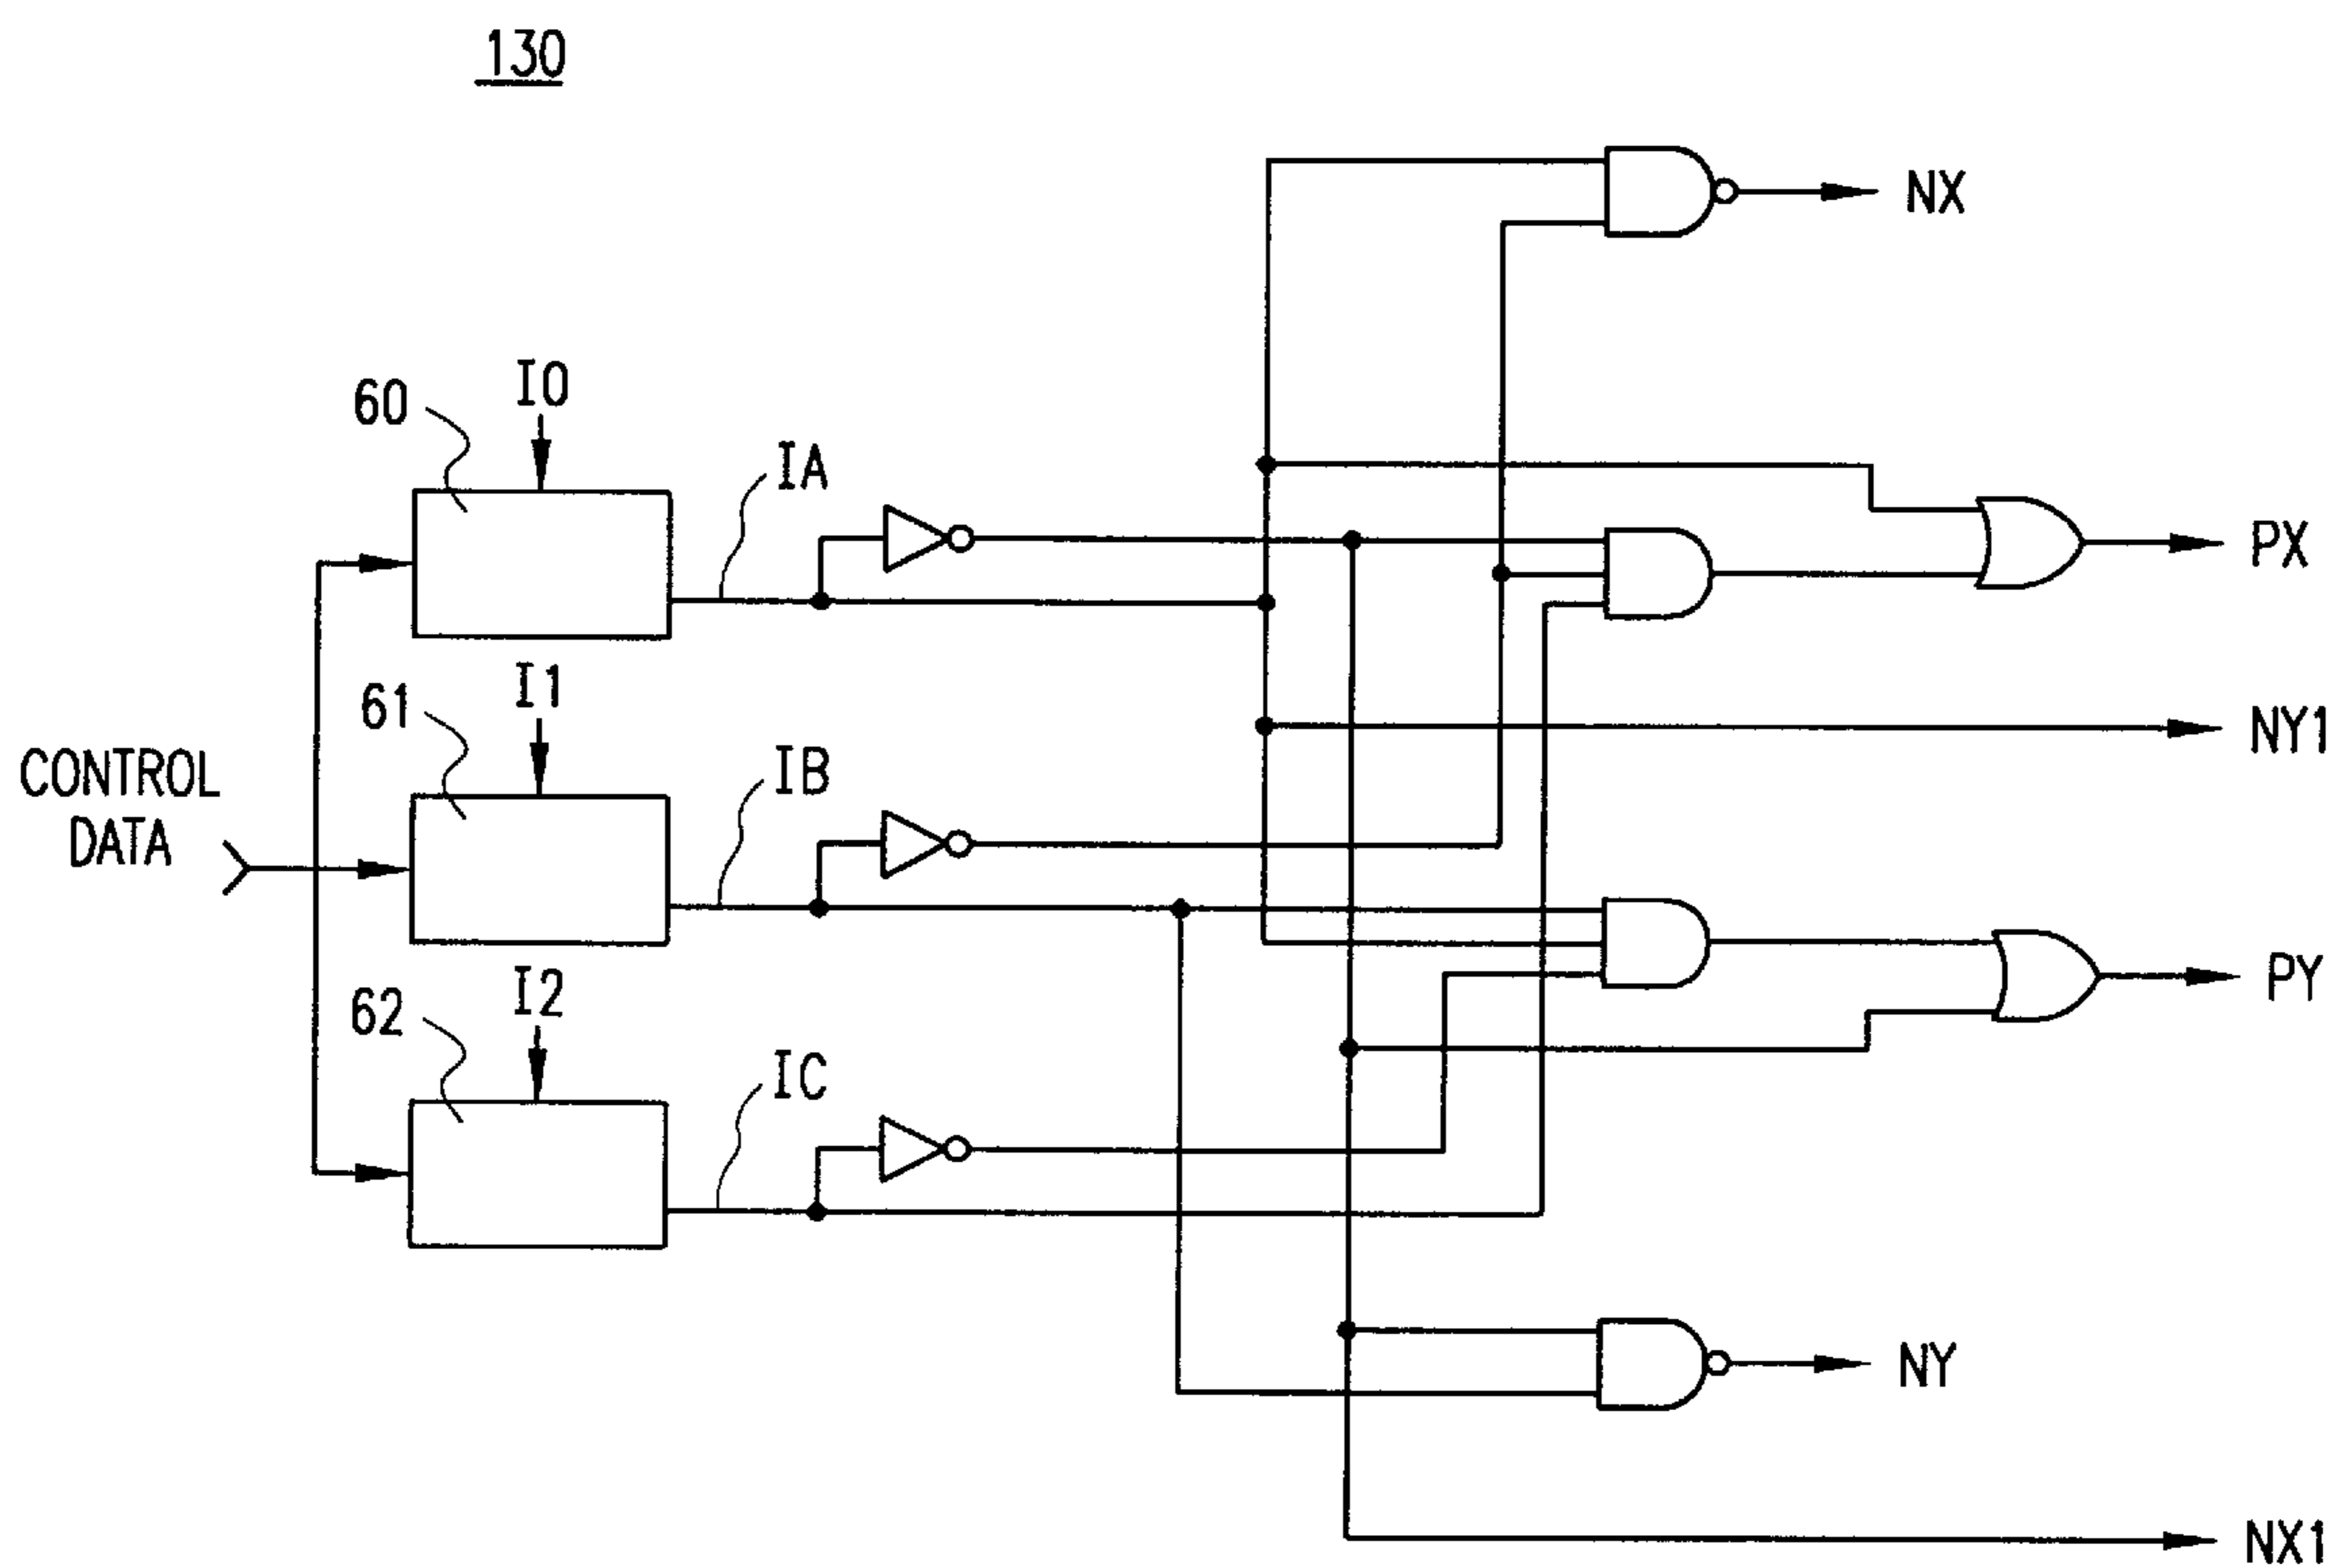 130
NX
60
I0
IA
PX
61
I1
IB
NY1
CONTROL
DATA
62
I2
IC
PY
NY
NX1